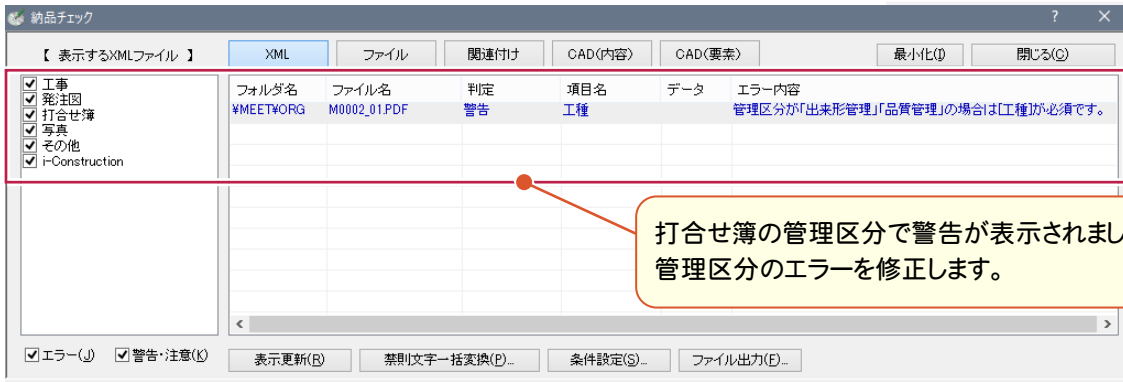 納品チェック ? ×
【 表示するXMLファイル 】 XML ファイル 関連付け CAD(内容) CAD(要素) 最小化(I) 閉じる(C)
工事
発注図
打合せ簿
写真
その他
i-Construction
フォルダ名 ファイル名 判定 項目名 データ エラー内容
¥MEET¥ORG M0002_01.PDF 警告 工種 管理区分が「出来形管理」「品質管理」の場合は[工種]が必須です。
打合せ簿の管理区分で警告が表示されまし
管理区分のエラーを修正します。
エラー(J) 警告・注意(K) 表示更新(R) 禁則文字一括変換(P)... 条件設定(S)... ファイル出力(F)...